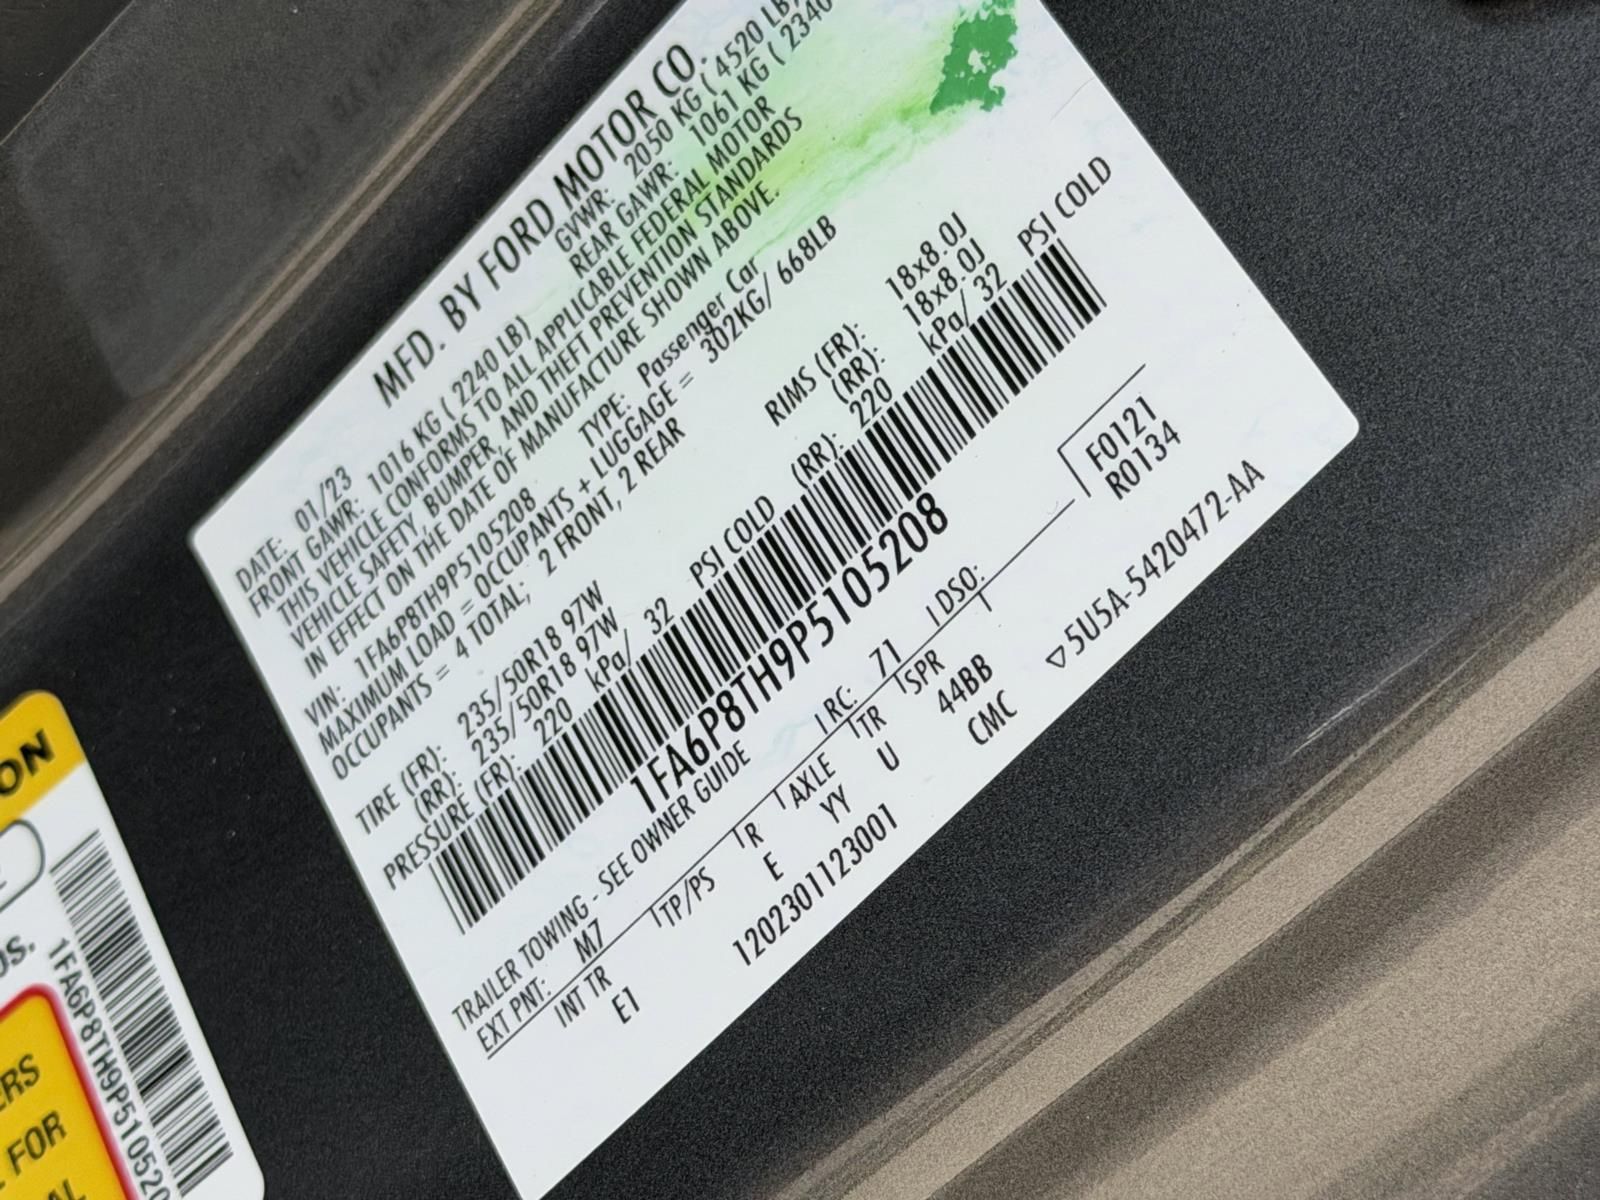 MFD. BY FORD MOTOR CO.
DATE: 01/23 GVWR: 2050 KG ( 4520 LB)
FRONT GAWR: 1016 KG ( 2240 LB) REAR GAWR: 1061 KG ( 2340
THIS VEHICLE CONFORMS TO ALL APPLICABLE FEDERAL MOTOR
VEHICLE SAFETY, BUMPER, AND THEFT PREVENTION STANDARDS
IN EFFECT ON THE DATE OF MANUFACTURE SHOWN ABOVE.
VIN: 1FA6P8TH9P5105208 TYPE: Passenger Car
MAXIMUM LOAD = OCCUPANTS + LUGGAGE = 302KG/ 668LB
OCCUPANTS = 4 TOTAL; 2 FRONT, 2 REAR
TIRE (FR): 235/50R18 97W RIMS (FR): 18x8.0J
(RR): 235/50R18 97W (RR): 18x8.0J
PRESSURE (FR): 220 kPa/ 32 PSI COLD (RR): 220 kPa/ 32 PSI COLD
1FA6P8TH9P5105208
TRAILER TOWING - SEE OWNER GUIDE
EXT PNT: M7 RC: 71 DSO: F0121
INT TR TP/PS R AXLE TR SPR R0134
E1 E YY U 44BB
1202301123001 CMC
▽5U5A-5420472-AA
ON
OS.
1FA6P8TH9P510520
ERS
FOR
AL